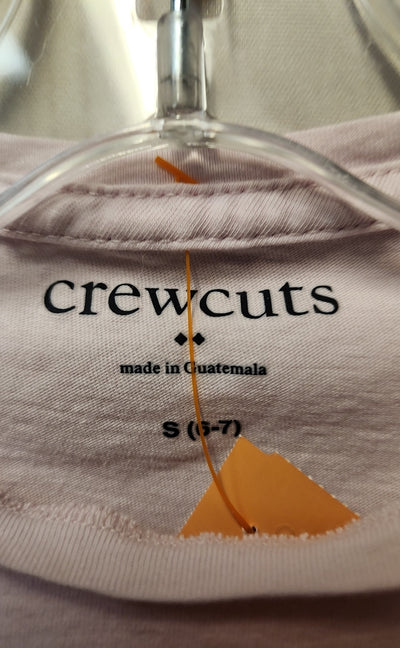 crewcuts
made in Guatemala
S (6-7)